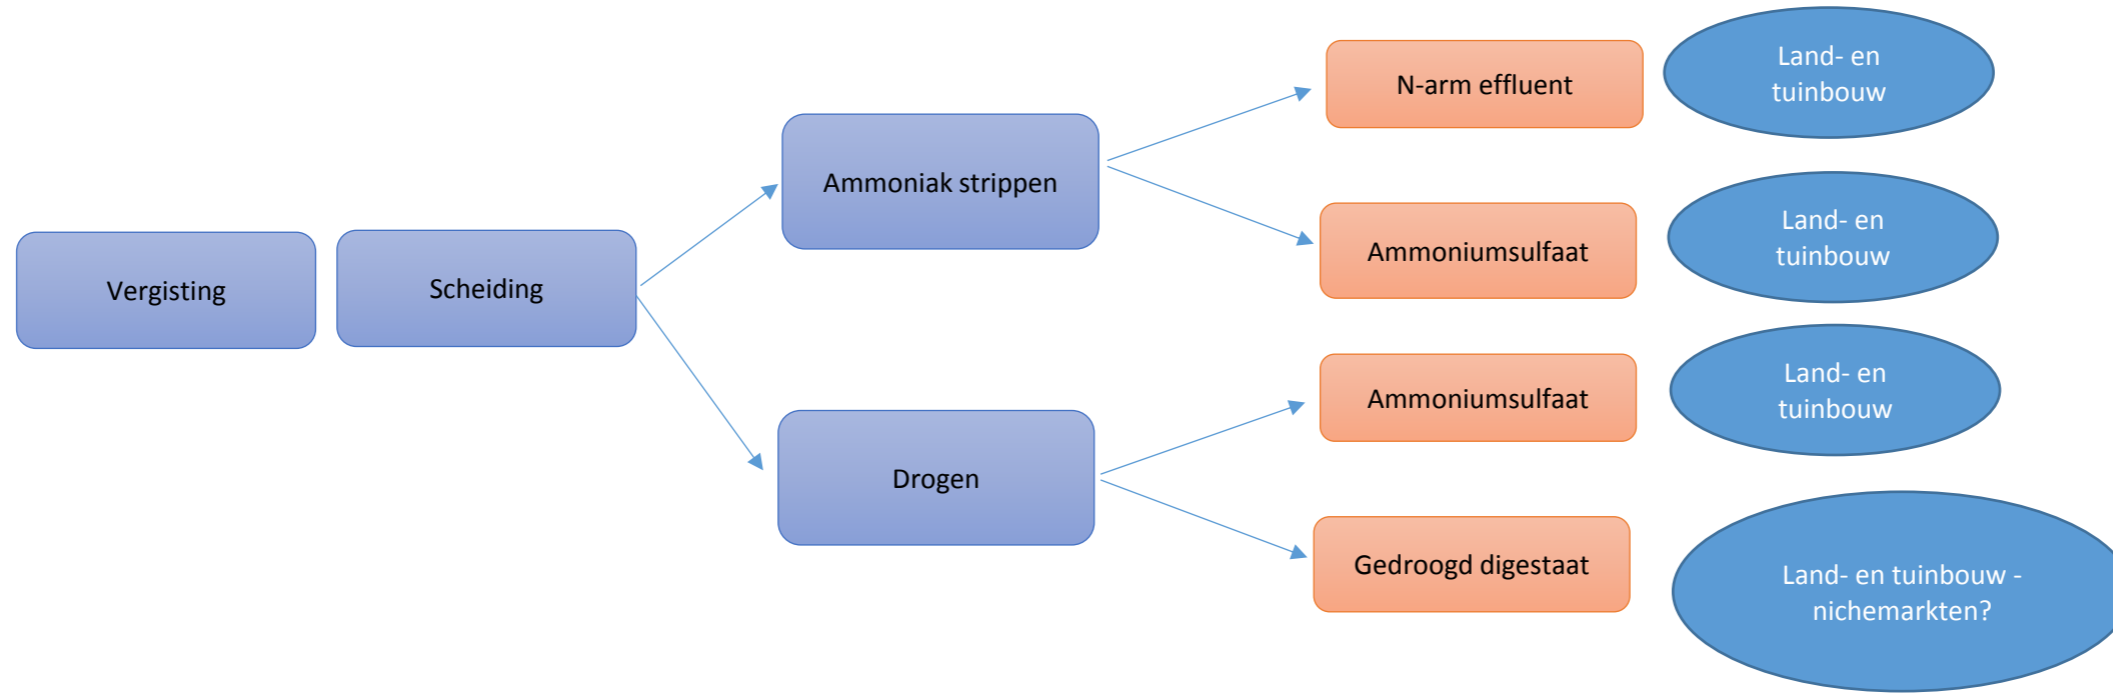 Vergisting
Scheiding
Ammoniak strippen
Drogen
N-arm effluent
Ammoniumsulfaat
Ammoniumsulfaat
Gedroogd digestaat
Land- en
tuinbouw
Land- en
tuinbouw
Land- en
tuinbouw
Land- en tuinbouw -
nichemarkten?